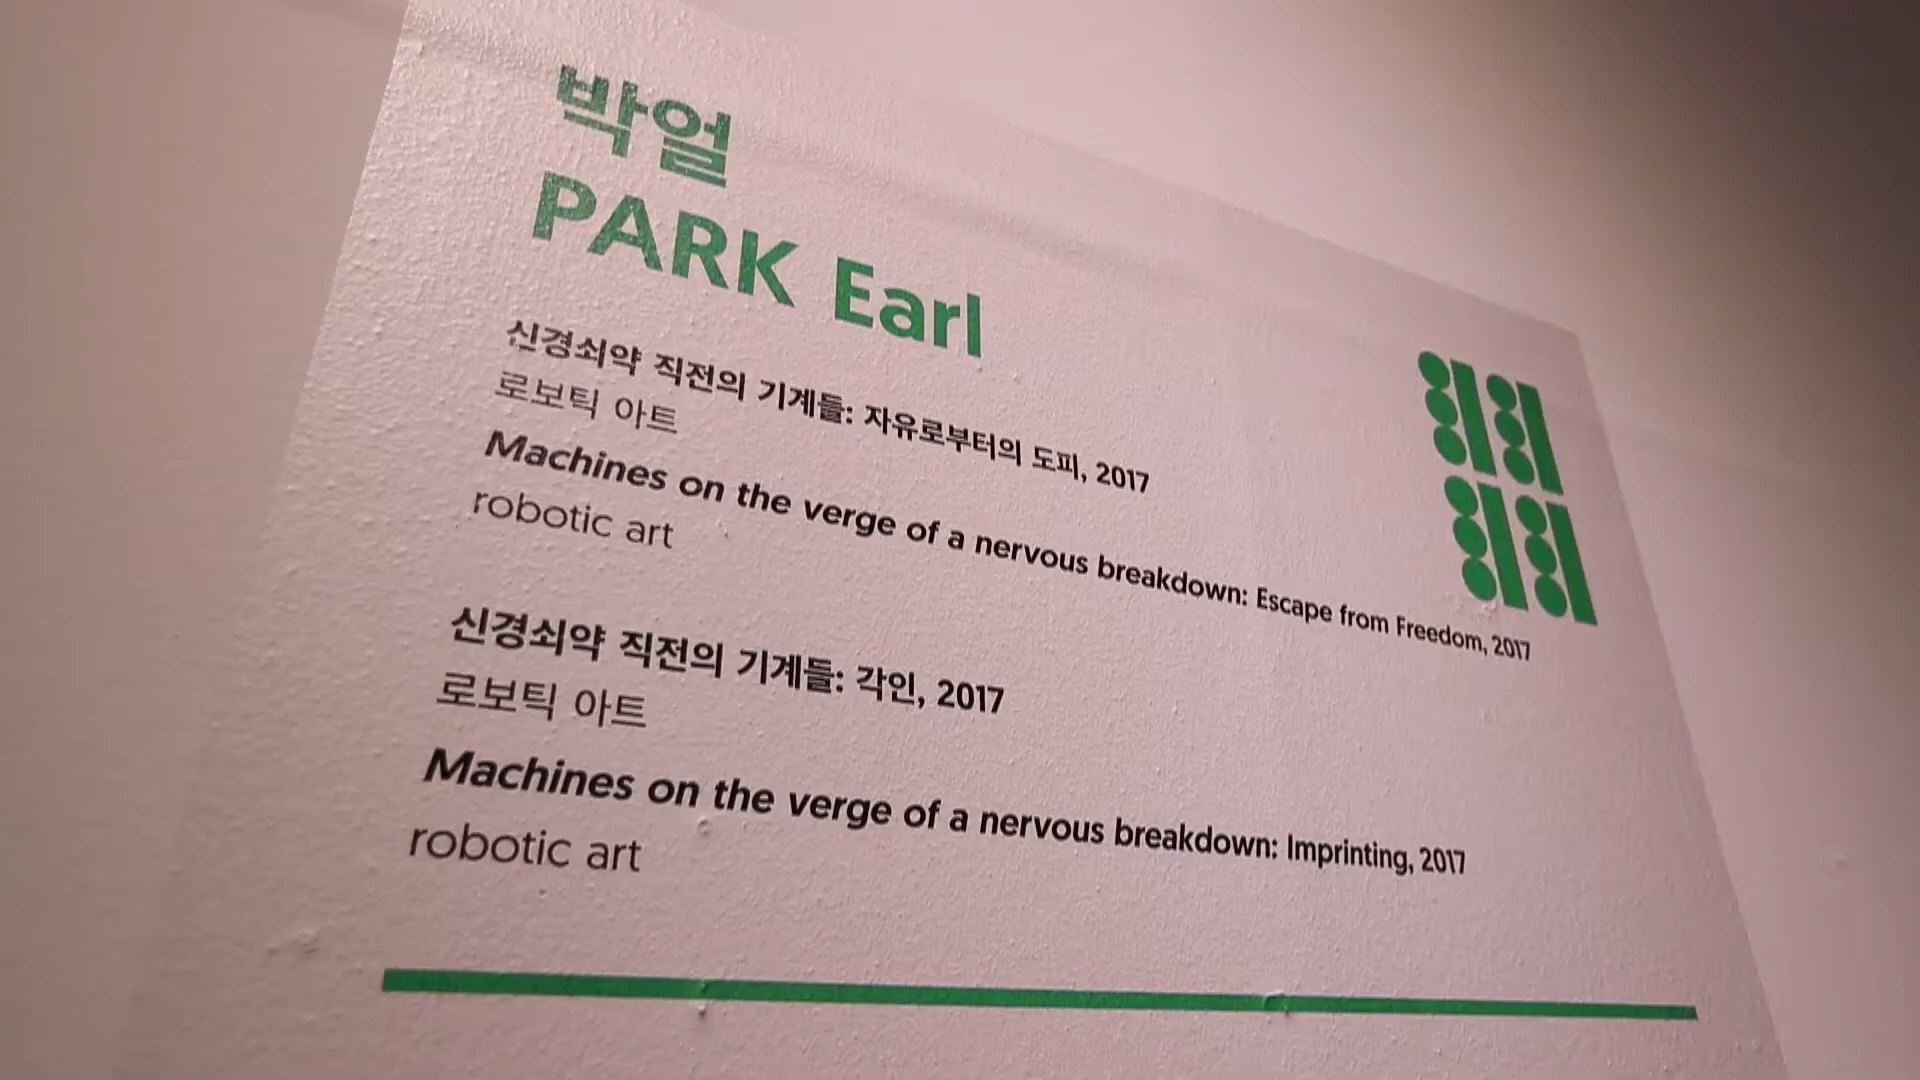 박얼
PARK Earl
신경쇠약 직전의 기계들: 자유로부터의 도피, 2017
로보틱 아트
Machines on the verge of a nervous breakdown: Escape from Freedom, 2017
robotic art
신경쇠약 직전의 기계들: 각인, 2017
로보틱 아트
Machines on the verge of a nervous breakdown: Imprinting, 2017
robotic art